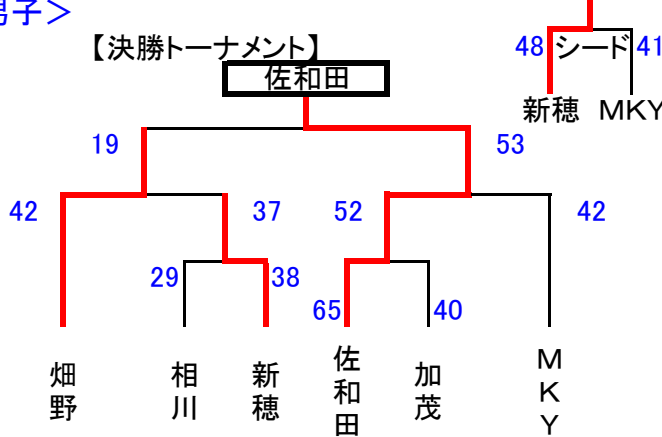 男子＞
【決勝トーナメント】
佐和田
48 シード 41
新穂 MKY
19 53
42 37 52 42
29 38
65 40
畑野
相川
新穂
佐和田
加茂
MKY